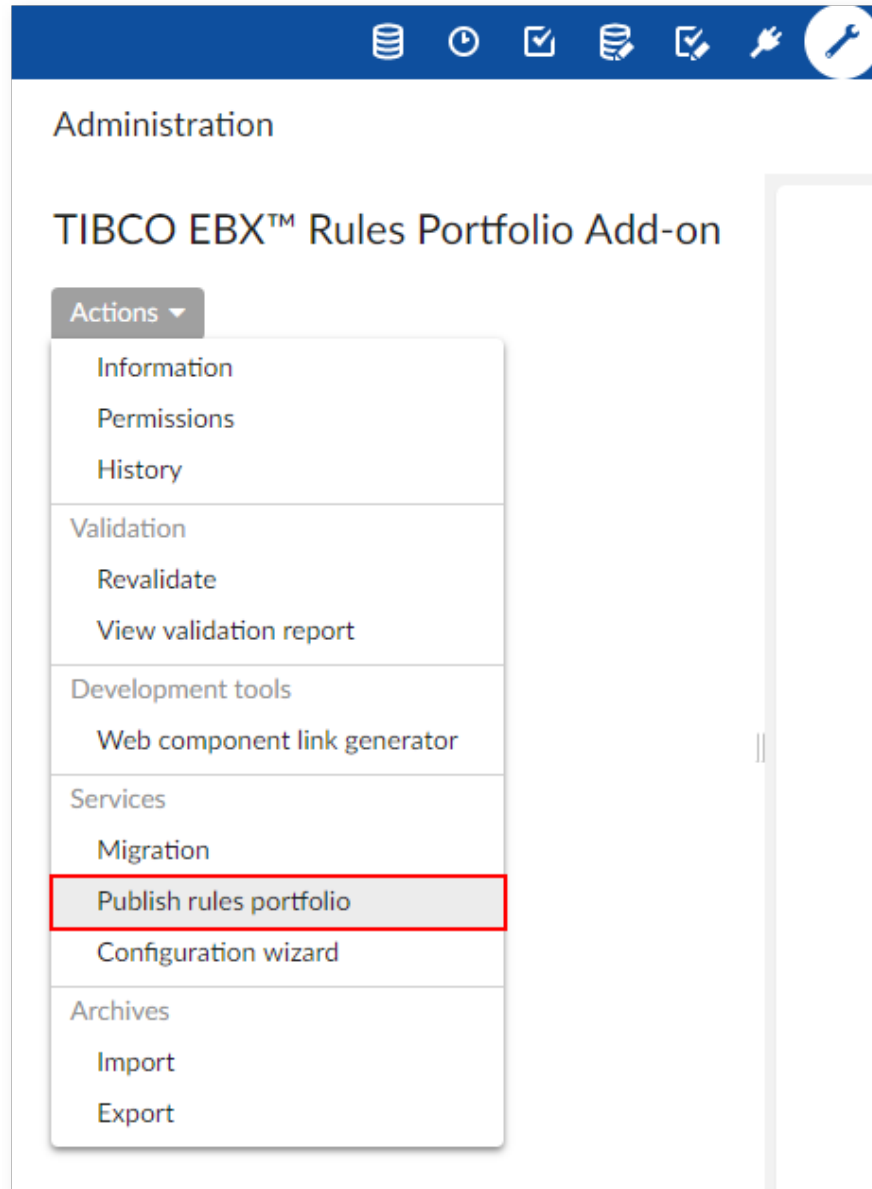 Administration
TIBCO EBX™ Rules Portfolio Add-on
Actions
Information
Permissions
History
Validation
Revalidate
View validation report
Development tools
Web component link generator
Services
Migration
Publish rules portfolio
Configuration wizard
Archives
Import
Export